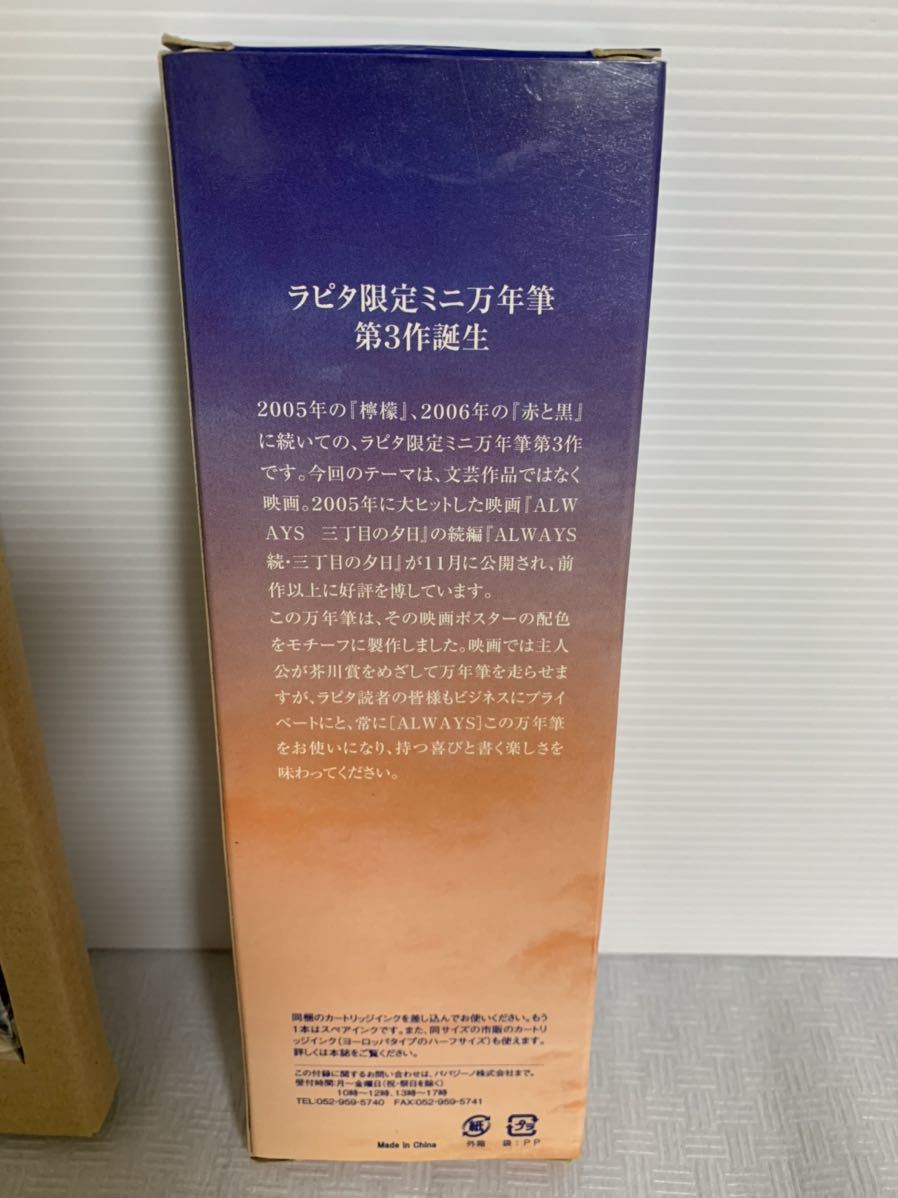 ラピタ限定ミニ万年筆
第3作誕生
2005年の『檸檬』、2006年の『赤と黒』
に続いての、ラピタ限定ミニ万年筆第3作
です。今回のテーマは、文芸作品ではなく
映画。2005年に大ヒットした映画『ALW
AYS　三丁目の夕日』の続編『ALWAYS
続・三丁目の夕日』が11月に公開され、前
作以上に好評を博しています。
この万年筆は、その映画ポスターの配色
をモチーフに製作しました。映画では主人
公が芥川賞をめざして万年筆を走らせま
すが、ラピタ読者の皆様もビジネスにプライ
ベートにと、常に[ALWAYS]この万年筆
をお使いになり、持つ喜びと書く楽しさを
味わってください。
同梱のカートリッジインクを差し込んでお使いください。もう
1本はスペアインクです。また、同サイズの市販のカートリ
ッジインク(ヨーロッパタイプのハーフサイズ)も使えます。
詳しくは本誌をご覧ください。
この付録に関するお問い合わせは、パパジーノ株式会社まで。
受付時間:月〜金曜日(祝・祭日を除く)
10時〜12時、13時〜17時
TEL:052-959-5740　FAX:052-959-5741
紙
外箱
プラ
袋:PP
Made in China